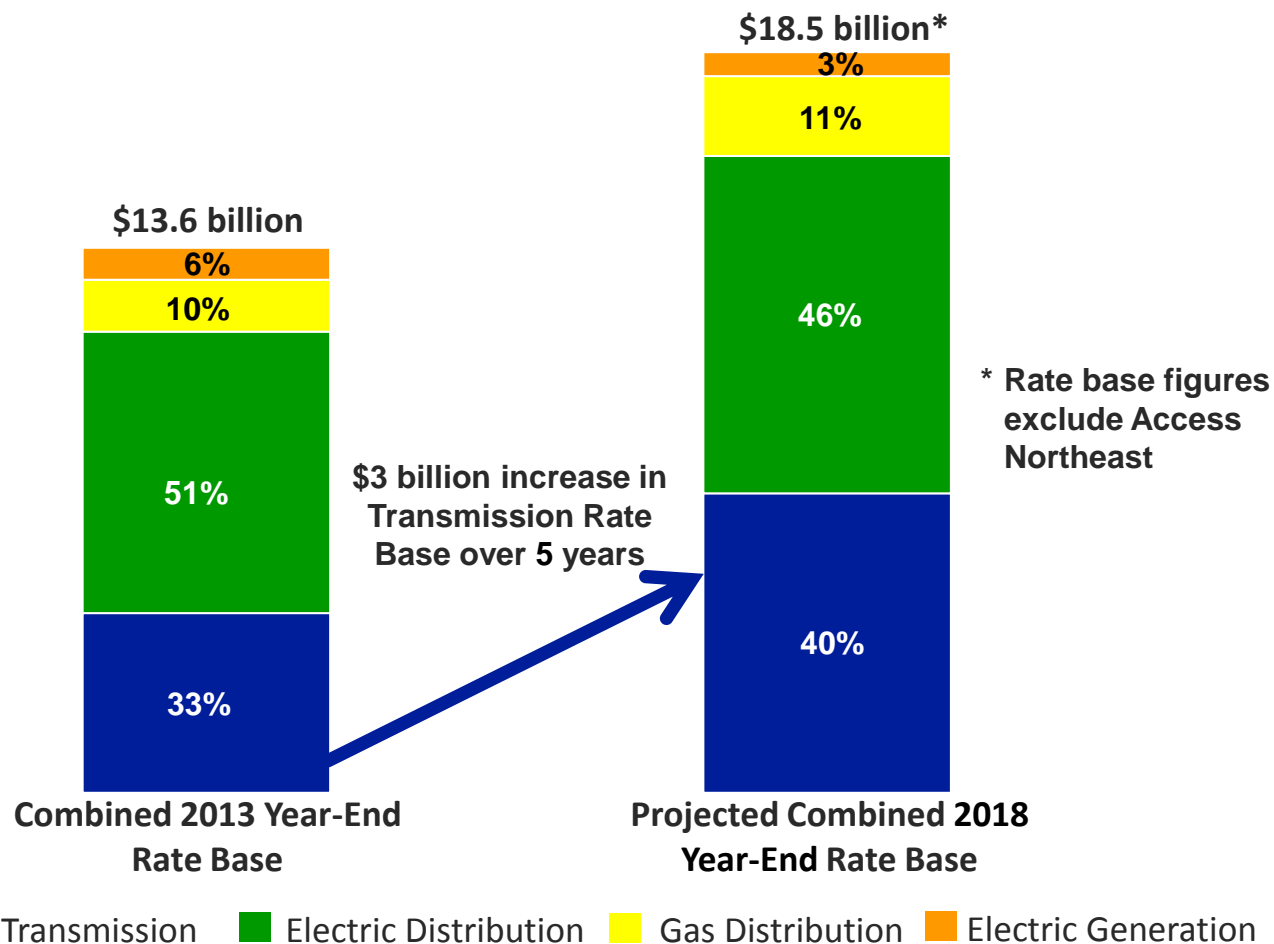 $18.5 billion*
3%
11%
46%
40%
$13.6 billion
6%
10%
51%
33%
$3 billion increase in
Transmission Rate
Base over 5 years
* Rate base figures
exclude Access
Northeast
Combined 2013 Year-End
Rate Base
Projected Combined 2018
Year-End Rate Base
Transmission Electric Distribution Gas Distribution Electric Generation